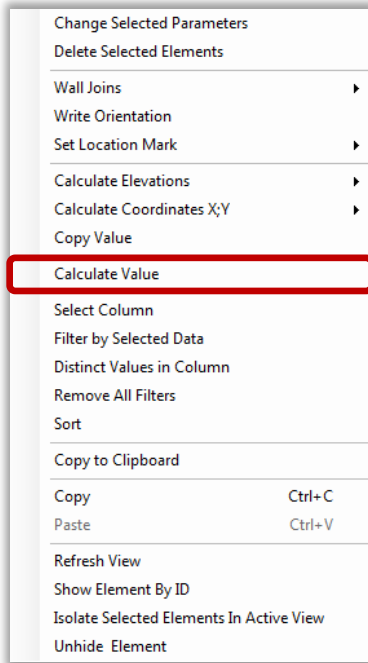 Change Selected Parameters
Delete Selected Elements
Wall Joins
Write Orientation
Set Location Mark
Calculate Elevations
Calculate Coordinates X;Y
Copy Value
Calculate Value
Select Column
Filter by Selected Data
Distinct Values in Column
Remove All Filters
Sort
Copy to Clipboard
Copy Ctrl+C
Paste Ctrl+V
Refresh View
Show Element By ID
Isolate Selected Elements In Active View
Unhide Element